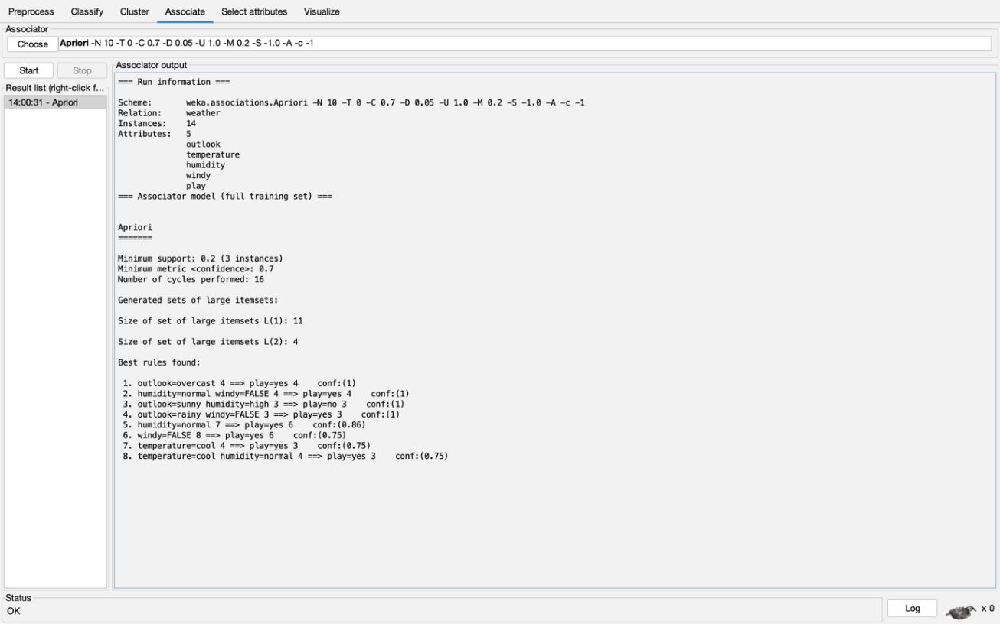 Preprocess Classify Cluster Associate Select attributes Visualize
Associator
Choose Apriori -N 10 -T 0 -C 0.7 -D 0.05 -U 1.0 -M 0.2 -S -1.0 -A -c -1
Start Stop
Result list (right-click f...
14:00:31 - Apriori
Associator output
=== Run information ===
Scheme: weka.associations.Apriori -N 10 -T 0 -C 0.7 -D 0.05 -U 1.0 -M 0.2 -S -1.0 -A -c -1
Relation: weather
Instances: 14
Attributes: 5
outlook
temperature
humidity
windy
play
=== Associator model (full training set) ===
Apriori
=======
Minimum support: 0.2 (3 instances)
Minimum metric <confidence>: 0.7
Number of cycles performed: 16
Generated sets of large itemsets:
Size of set of large itemsets L(1): 11
Size of set of large itemsets L(2): 4
Best rules found:
1. outlook=overcast 4 ==> play=yes 4 conf:(1)
2. humidity=normal windy=FALSE 4 ==> play=yes 4 conf:(1)
3. outlook=sunny humidity=high 3 ==> play=no 3 conf:(1)
4. outlook=rainy windy=FALSE 3 ==> play=yes 3 conf:(1)
5. humidity=normal 7 ==> play=yes 6 conf:(0.86)
6. windy=FALSE 8 ==> play=yes 6 conf:(0.75)
7. temperature=cool 4 ==> play=yes 3 conf:(0.75)
8. temperature=cool humidity=normal 4 ==> play=yes 3 conf:(0.75)
Status
OK
Log x 0